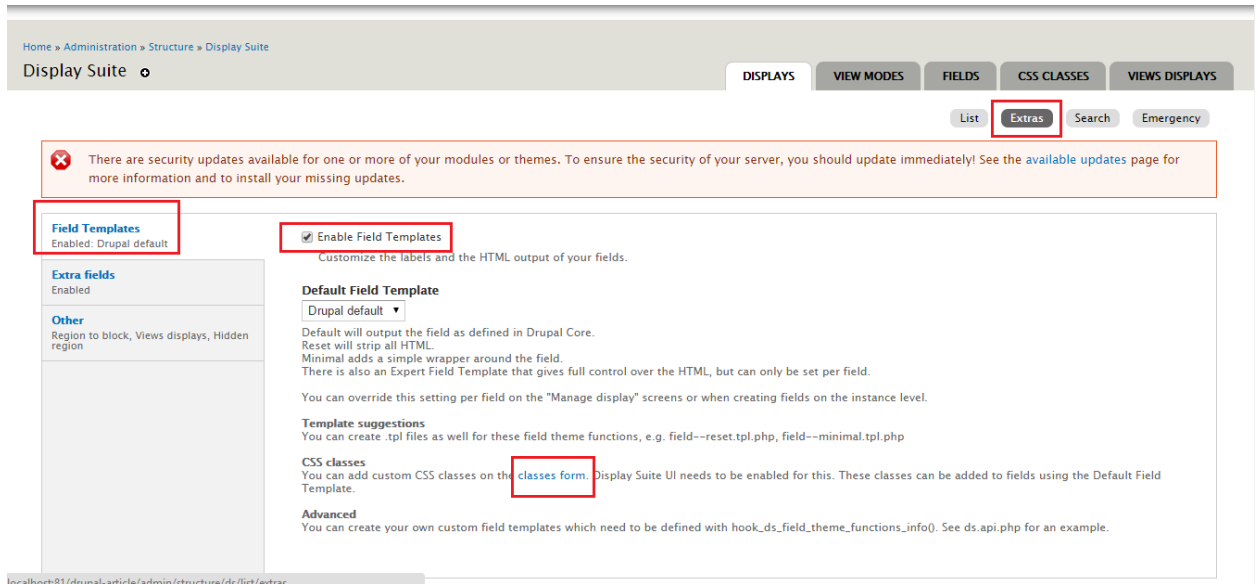 Home » Administration » Structure » Display Suite
Display Suite
DISPLAYS VIEW MODES FIELDS CSS CLASSES VIEWS DISPLAYS
List Extras Search Emergency
There are security updates available for one or more of your modules or themes. To ensure the security of your server, you should update immediately! See the available updates page for
more information and to install your missing updates.
Field Templates
Enabled: Drupal default
Extra fields
Enabled
Other
Region to block, Views displays, Hidden
region
Enable Field Templates
Customize the labels and the HTML output of your fields.
Default Field Template
Drupal default
Default will output the field as defined in Drupal Core.
Reset will strip all HTML.
Minimal adds a simple wrapper around the field.
There is also an Expert Field Template that gives full control over the HTML, but can only be set per field.
You can override this setting per field on the "Manage display" screens or when creating fields on the instance level.
Template suggestions
You can create .tpl files as well for these field theme functions, e.g. field--reset.tpl.php, field--minimal.tpl.php
CSS classes
You can add custom CSS classes on the classes form. Display Suite UI needs to be enabled for this. These classes can be added to fields using the Default Field
Template.
Advanced
You can create your own custom field templates which need to be defined with hook_ds_field_theme_functions_info(). See ds.api.php for an example.
localhost:81/drupal-article/admin/structure/ds/list/extras